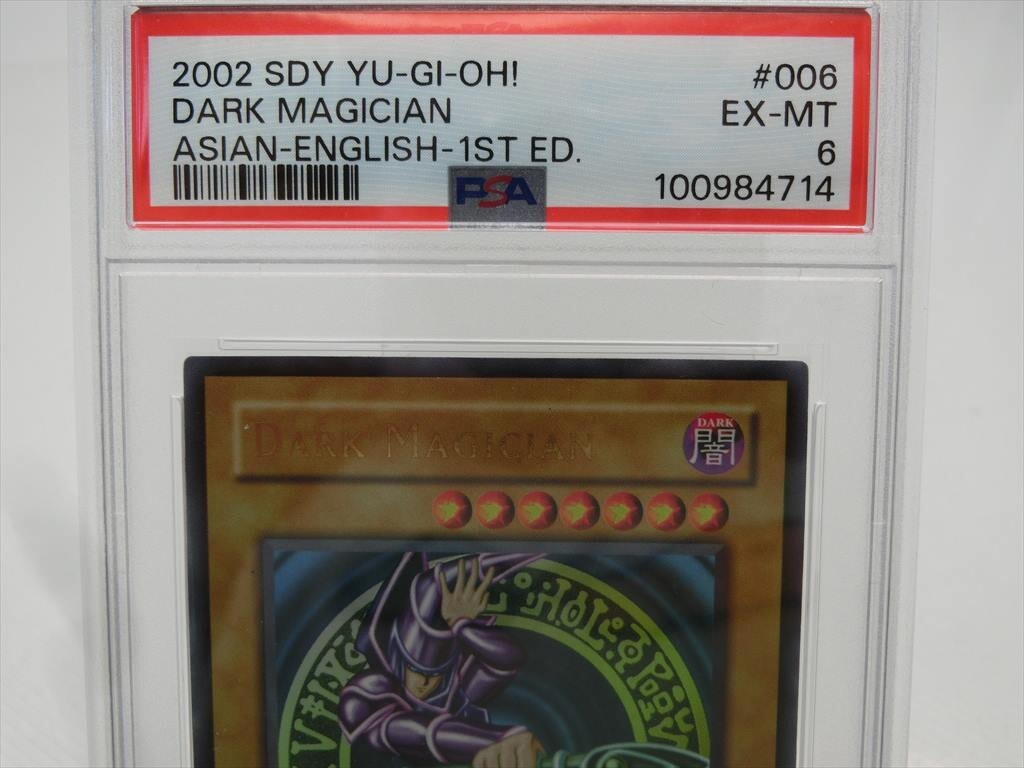 2002 SDY YU-GI-OH! #006
DARK MAGICIAN EX-MT
ASIAN-ENGLISH-1ST ED. 6
PSA 100984714
DARK MAGICIAN
DARK
闇